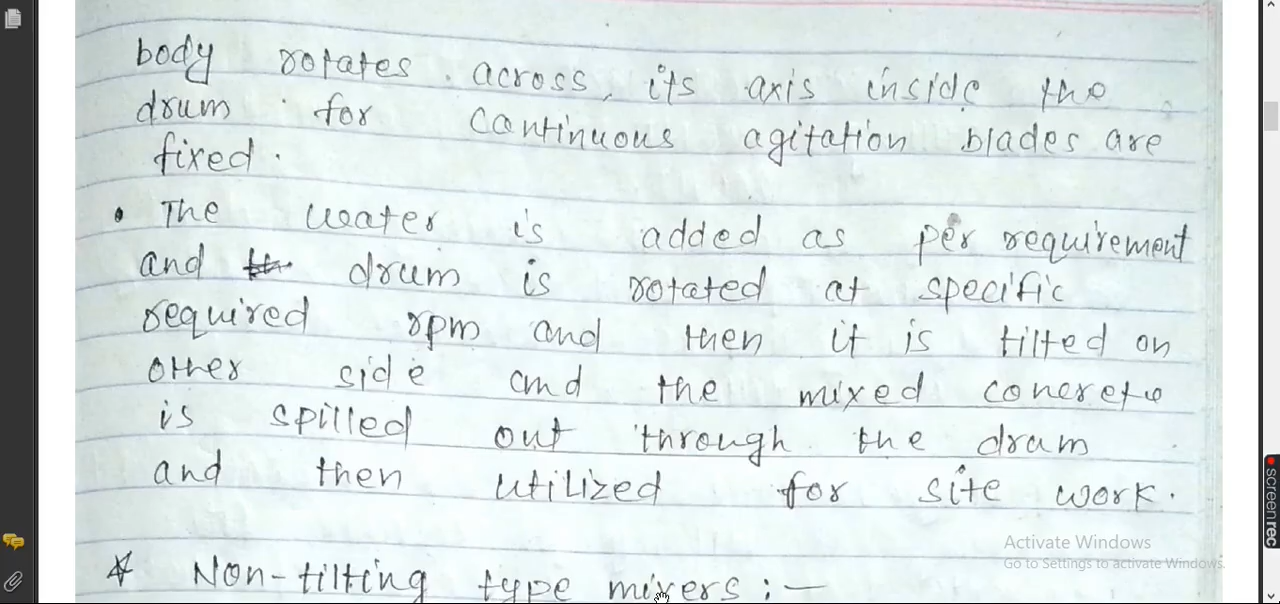 body rotates across, its axis inside the
drum for continuous agitation blades are
fixed.
• The water is added as per requirement
and drum is rotated at specific
required rpm and then it is tilted on
other side and the mixed concrete
is spilled out through the drum
and then utilized for site work.
☆ Non-tilting type mixers :-
Activate Windows
Go to Settings to activate Windows.
screenrec